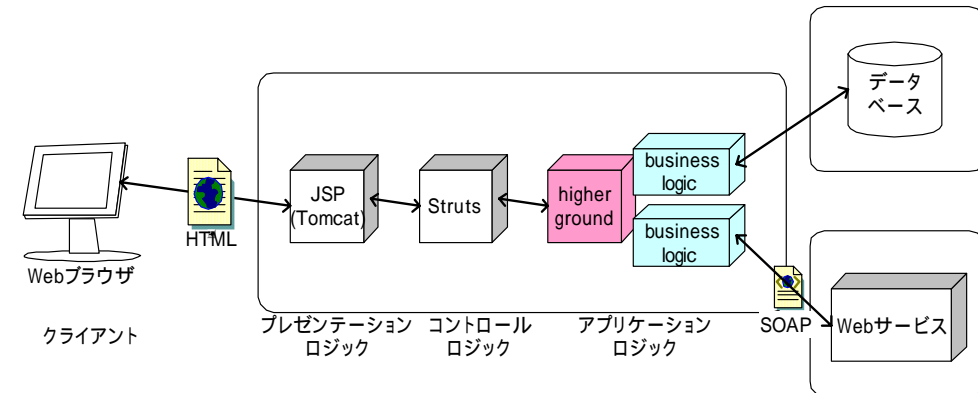 Webブラウザ
クライアント
HTML
JSP
(Tomcat)
プレゼンテーション
ロジック
Struts
コントロール
ロジック
higher
ground
business
logic
business
logic
アプリケーション
ロジック
データ
ベース
SOAP
Webサービス